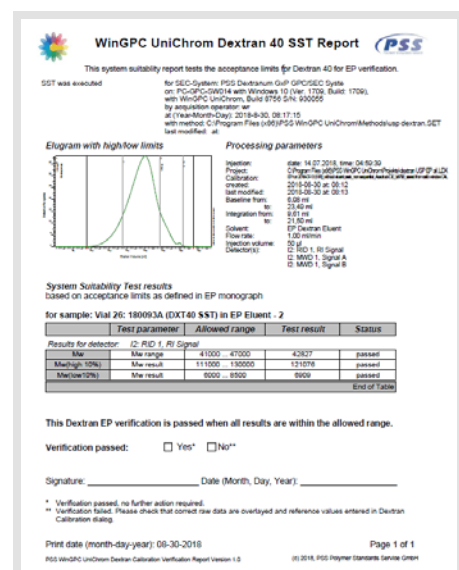 WinGPC UniChrom Dextran 40 SST Report
PSS
This system suitability report tests the acceptance limits for Dextran 40 for EP verification.
SST was executed
for SEC-System: PSS Dextranum GxP GPC/SEC Syste
on: PC-GPC-SW014 with Windows 10 (Ver. 1709, Build: 1709),
with WinGPC UniChrom, Build 8756 S/N: 930055
by acquisition operator: wr
at (Year-Month-Day): 2018-8-30, 08:17:15
with method: C:\Program Files (x86)\PSS WinGPC UniChrom\Methods\usp dextran.SET
last modified: at:
Elugram with high/low limits
Processing parameters
Injection: date: 14.07.2018, time: 04:59:39
Project:
Calibration:
created: 2018-08-30 at: 08:12
last modified: 2018-08-30 at: 08:13
Baseline from: 8.08 ml
to: 23,49 ml
Integration from: 9.61 ml
to: 21,50 ml
Solvent: EP Dextran Eluent
Flow rate: 1.00 ml/min
Injection volume: 50 µl
Detector(s): I2: RID 1, RI Signal
I2: MWD 1, Signal A
I2: MWD 1, Signal B
System Suitability Test results
based on acceptance limits as defined in EP monograph
for sample: Vial 26: 180093A (DXT40 SST) in EP Eluent - 2
Test parameter Allowed range Test result Status
Results for detector: I2: RID 1, RI Signal
Mw Mw range 41000 ... 47000 42827 passed
Mw(high 10%) Mw result 111000 ... 130000 121076 passed
Mw(low10%) Mw result 6000 ... 8500 6909 passed
End of Table
This Dextran EP verification is passed when all results are within the allowed range.
Verification passed: Yes* No**
Signature: Date (Month, Day, Year):
* Verification passed, no further action required.
** Verification failed. Please check that correct raw data are overlayed and reference values entered in Dextran
Calibration dialog.
Print date (month-day-year): 08-30-2018
Page 1 of 1
PSS WinGPC UniChrom Dextran Calibration Verification Report Version 1.0
(c) 2018, PSS Polymer Standards Service GmbH